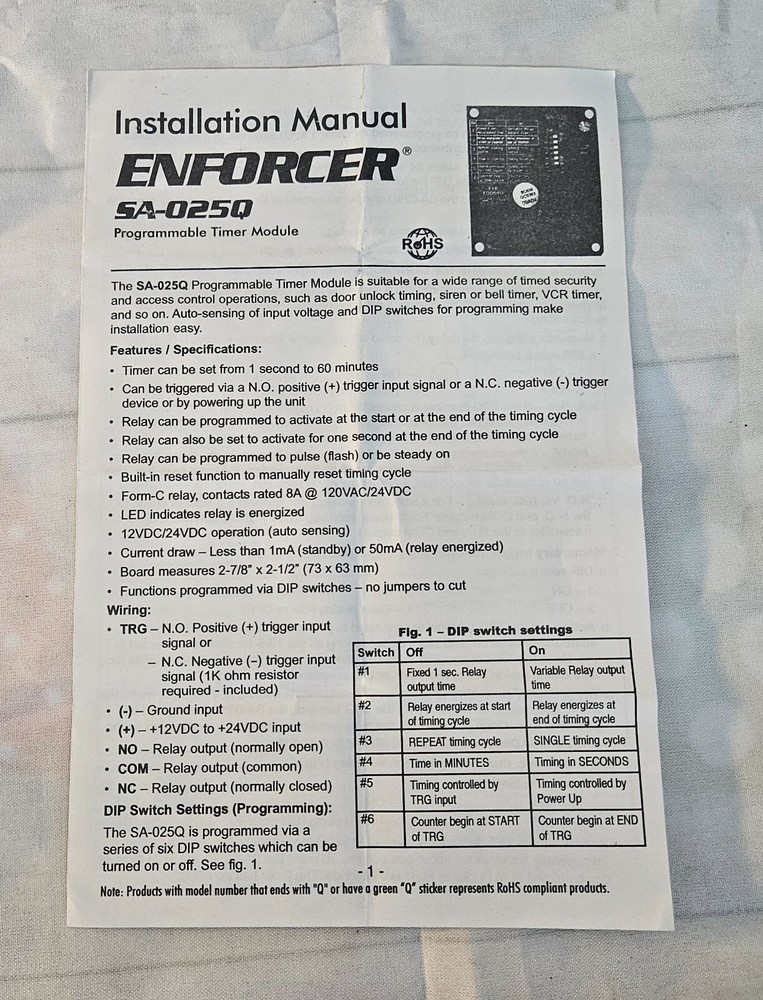 Installation Manual
ENFORCER®
SA-025Q
Programmable Timer Module
RoHS
The SA-025Q Programmable Timer Module is suitable for a wide range of timed security
and access control operations, such as door unlock timing, siren or bell timer, VCR timer,
and so on. Auto-sensing of input voltage and DIP switches for programming make
installation easy.
Features / Specifications:
• Timer can be set from 1 second to 60 minutes
• Can be triggered via a N.O. positive (+) trigger input signal or a N.C. negative (-) trigger
device or by powering up the unit
• Relay can be programmed to activate at the start or at the end of the timing cycle
• Relay can also be set to activate for one second at the end of the timing cycle
• Relay can be programmed to pulse (flash) or be steady on
• Built-in reset function to manually reset timing cycle
• Form-C relay, contacts rated 8A @ 120VAC/24VDC
• LED indicates relay is energized
• 12VDC/24VDC operation (auto sensing)
• Current draw – Less than 1mA (standby) or 50mA (relay energized)
• Board measures 2-7/8" x 2-1/2" (73 x 63 mm)
• Functions programmed via DIP switches – no jumpers to cut
Wiring:
• TRG – N.O. Positive (+) trigger input
signal or
– N.C. Negative (–) trigger input
signal (1K ohm resistor
required - included)
• (-) – Ground input
• (+) – +12VDC to +24VDC input
• NO – Relay output (normally open)
• COM – Relay output (common)
• NC – Relay output (normally closed)
DIP Switch Settings (Programming):
The SA-025Q is programmed via a
series of six DIP switches which can be
turned on or off. See fig. 1.
Fig. 1 – DIP switch settings
Switch Off On
#1 Fixed 1 sec. Relay Variable Relay output
output time time
#2 Relay energizes at start Relay energizes at
of timing cycle end of timing cycle
#3 REPEAT timing cycle SINGLE timing cycle
#4 Time in MINUTES Timing in SECONDS
#5 Timing controlled by Timing controlled by
TRG input Power Up
#6 Counter begin at START Counter begin at END
of TRG of TRG
- 1 -
Note: Products with model number that ends with "Q" or have a green "Q" sticker represents RoHS compliant products.